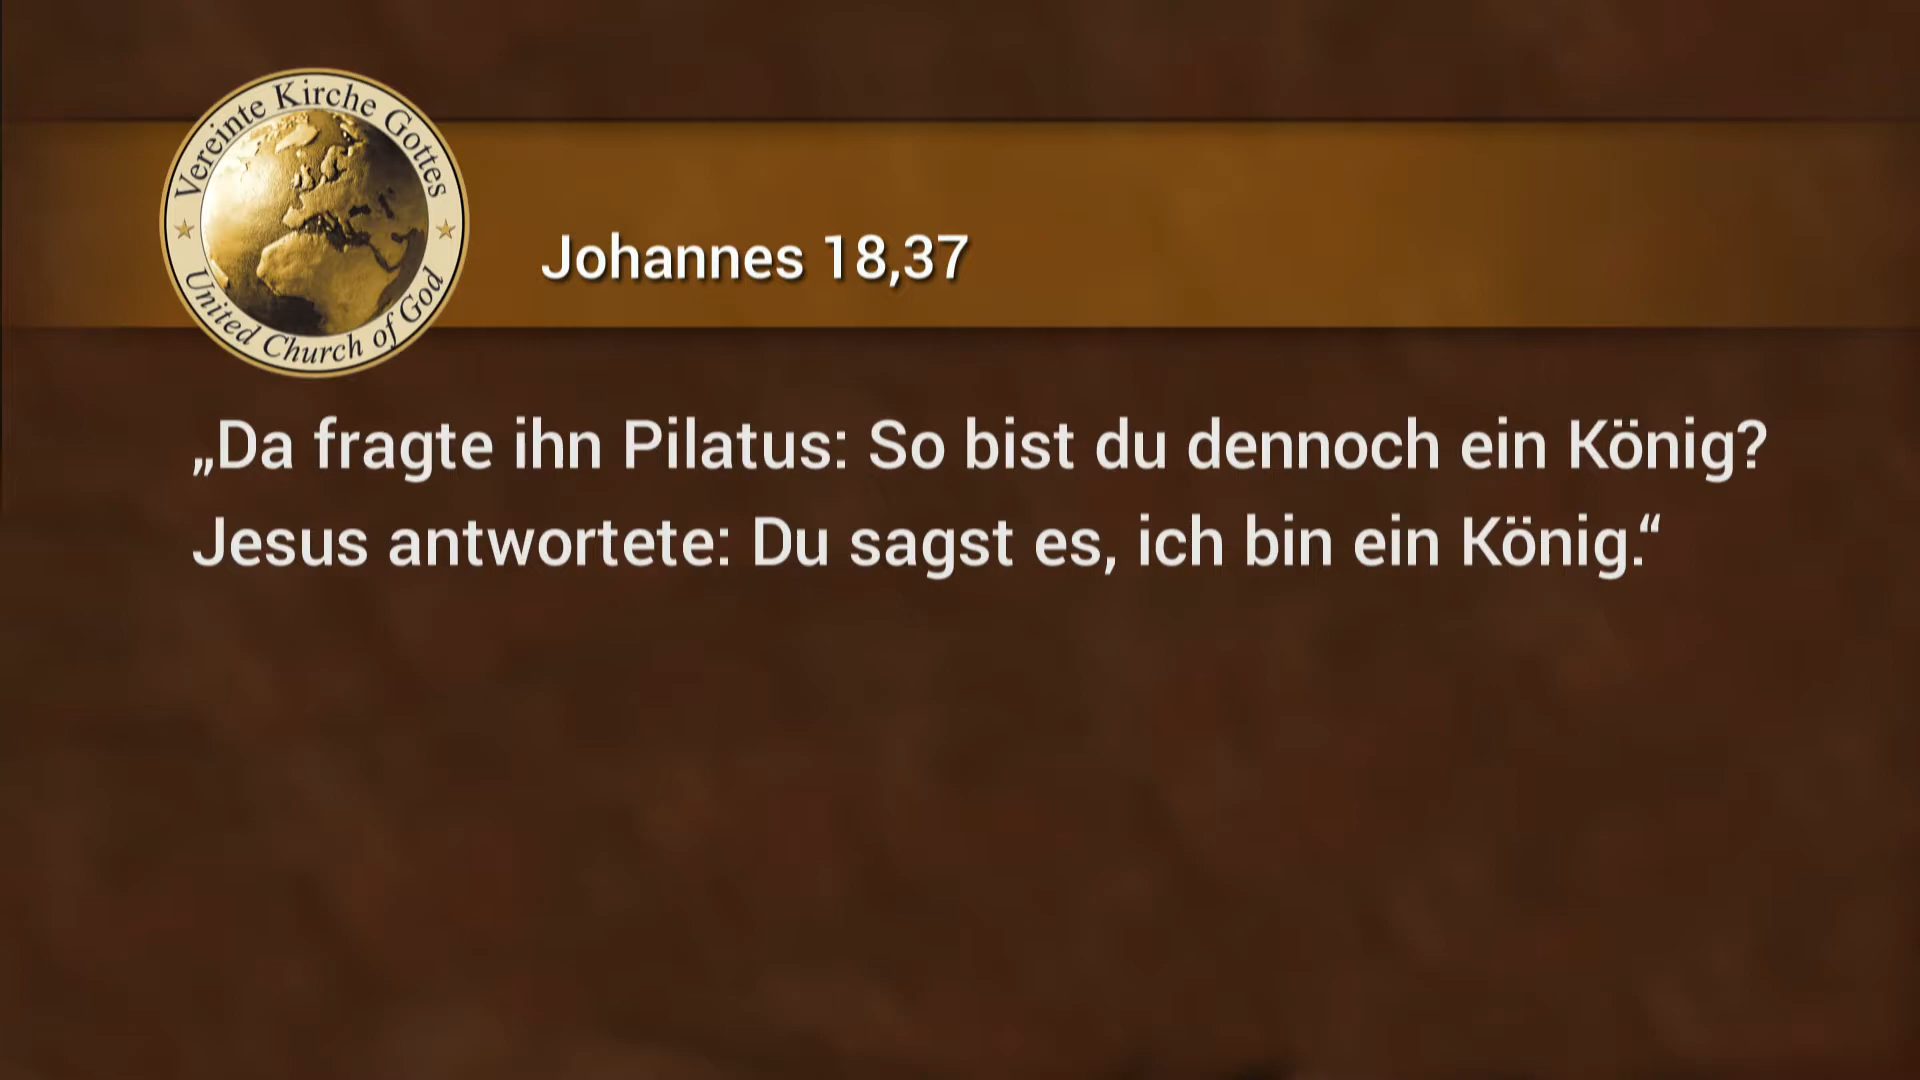 Vereinte Kirche Gottes
United Church of God
Johannes 18,37
„Da fragte ihn Pilatus: So bist du dennoch ein König?
Jesus antwortete: Du sagst es, ich bin ein König.“